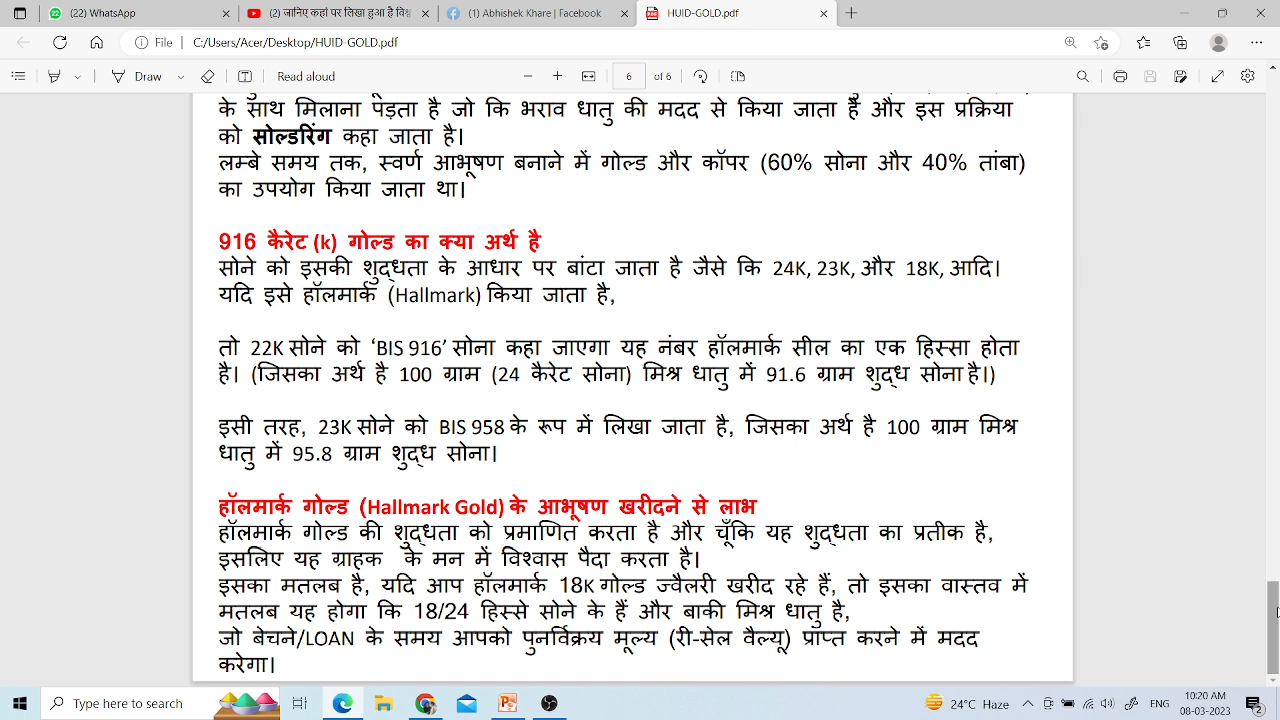 (22) WhatsApp
(2) जानिए कहां पर लिखा हुआ है विश्व
(1) Abhishek Khare | Facebook
HUID-GOLD.pdf
File
C:/Users/Acer/Desktop/HUID-GOLD.pdf
Draw
Read aloud
6 of 6
के साथ मिलाना पड़ता है जो कि भराव धातु की मदद से किया जाता है और इस प्रक्रिया
को सोल्डरिंग कहा जाता है।
लम्बे समय तक, स्वर्ण आभूषण बनाने में गोल्ड और कॉपर (60% सोना और 40% तांबा)
का उपयोग किया जाता था।
916 कैरेट (k) गोल्ड का क्या अर्थ है
सोने को इसकी शुद्धता के आधार पर बांटा जाता है जैसे कि 24K, 23K, और 18K, आदि।
यदि इसे हॉलमार्क (Hallmark) किया जाता है,
तो 22K सोने को ‘BIS 916’ सोना कहा जाएगा यह नंबर हॉलमार्क सील का एक हिस्सा होता
है। (जिसका अर्थ है 100 ग्राम (24 कैरेट सोना) मिश्र धातु में 91.6 ग्राम शुद्ध सोना है।)
इसी तरह, 23K सोने को BIS 958 के रूप में लिखा जाता है, जिसका अर्थ है 100 ग्राम मिश्र
धातु में 95.8 ग्राम शुद्ध सोना।
हॉलमार्क गोल्ड (Hallmark Gold) के आभूषण खरीदने से लाभ
हॉलमार्क गोल्ड की शुद्धता को प्रमाणित करता है और चूँकि यह शुद्धता का प्रतीक है,
इसलिए यह ग्राहक के मन में विश्वास पैदा करता है।
इसका मतलब है, यदि आप हॉलमार्क 18K गोल्ड ज्वैलरी खरीद रहे हैं, तो इसका वास्तव में
मतलब यह होगा कि 18/24 हिस्से सोने के हैं और बाकी मिश्र धातु है,
जो बेचने/LOAN के समय आपको पुनर्विक्रय मूल्य (री-सेल वैल्यू) प्राप्त करने में मदद
करेगा।
Type here to search
24°C Haze
ENG
10:20 AM
08-03-2023
2